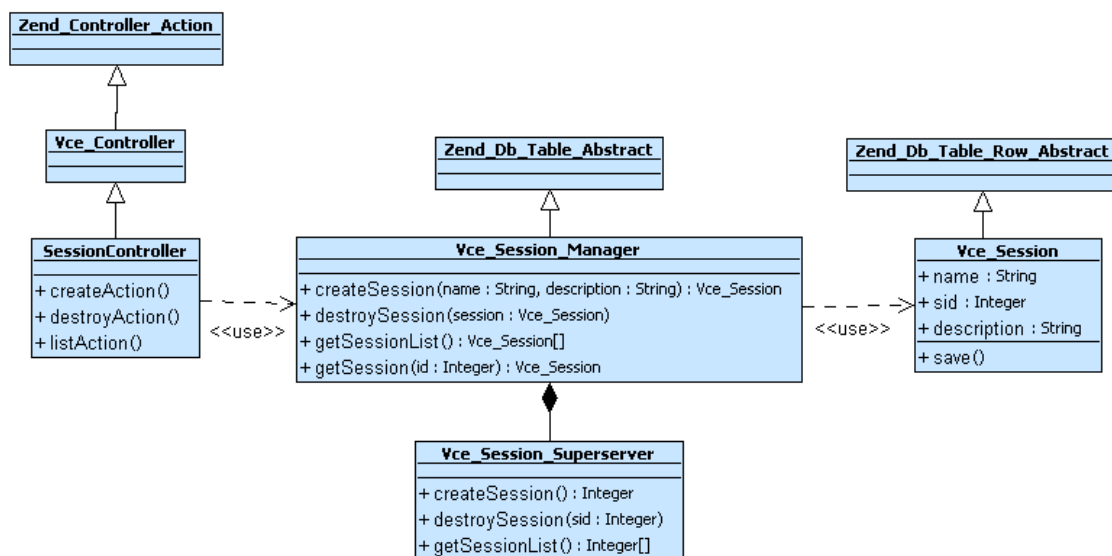 Zend_Controller_Action
Vce_Controller
Zend_Db_Table_Abstract
Zend_Db_Table_Row_Abstract
SessionController
+ createAction()
+ destroyAction()
+ listAction()
<<use>>
Vce_Session_Manager
+ createSession(name : String, description : String) : Vce_Session
+ destroySession(session : Vce_Session)
+ getSessionList() : Vce_Session[]
+ getSession(id : Integer) : Vce_Session
<<use>>
Vce_Session
+ name : String
+ sid : Integer
+ description : String
+ save()
Vce_Session_Superserver
+ createSession() : Integer
+ destroySession(sid : Integer)
+ getSessionList() : Integer[]